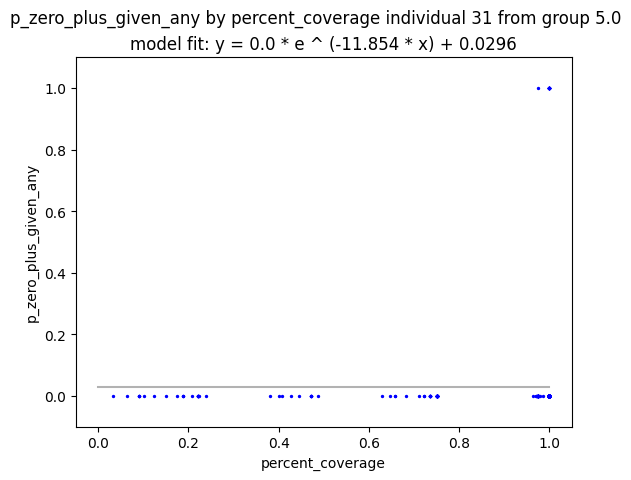 p_zero_plus_given_any by percent_coverage individual 31 from group 5.0
model fit: y = 0.0 * e ^ (-11.854 * x) + 0.0296
1.0
0.8
0.6
0.4
0.2
0.0
p_zero_plus_given_any
0.0 0.2 0.4 0.6 0.8 1.0
percent_coverage